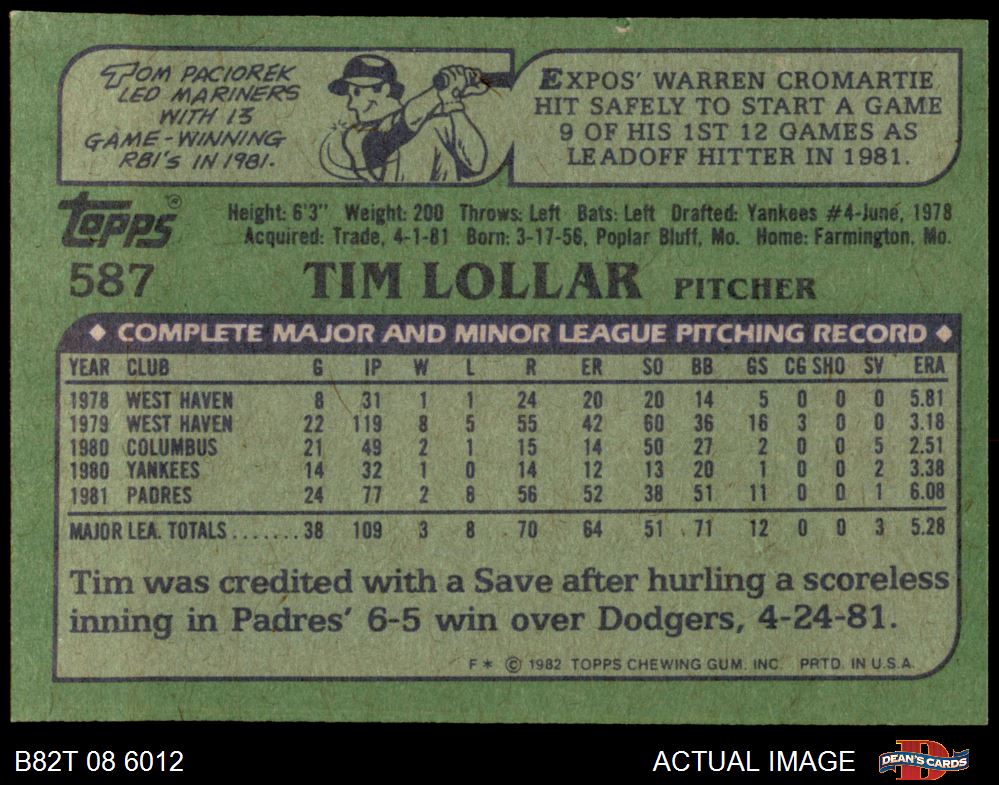 TOM PACIOREK
LED MARINERS
WITH 13
GAME-WINNING
RBI'S IN 1981.
EXPOS' WARREN CROMARTIE
HIT SAFELY TO START A GAME
9 OF HIS 1ST 12 GAMES AS
LEADOFF HITTER IN 1981.
Topps®
Height: 6'3" Weight: 200 Throws: Left Bats: Left Drafted: Yankees #4-June, 1978
Acquired: Trade, 4-1-81 Born: 3-17-56, Poplar Bluff, Mo. Home: Farmington, Mo.
587 TIM LOLLAR PITCHER
◆ COMPLETE MAJOR AND MINOR LEAGUE PITCHING RECORD ◆
YEAR CLUB G IP W L R ER SO BB GS CG SHO SV ERA
1978 WEST HAVEN 8 31 1 1 24 20 20 14 5 0 0 0 5.81
1979 WEST HAVEN 22 119 8 5 55 42 60 36 16 3 0 0 3.18
1980 COLUMBUS 21 49 2 1 15 14 50 27 2 0 0 5 2.51
1980 YANKEES 14 32 1 0 14 12 13 20 1 0 0 2 3.38
1981 PADRES 24 77 2 8 56 52 38 51 11 0 0 1 6.08
MAJOR LEA. TOTALS.......38 109 3 8 70 64 51 71 12 0 0 3 5.28
Tim was credited with a Save after hurling a scoreless
inning in Padres' 6-5 win over Dodgers, 4-24-81.
F* © 1982 TOPPS CHEWING GUM. INC. PRTD. IN U.S.A.
B82T 08 6012
ACTUAL IMAGE
D
DEAN'S CARDS